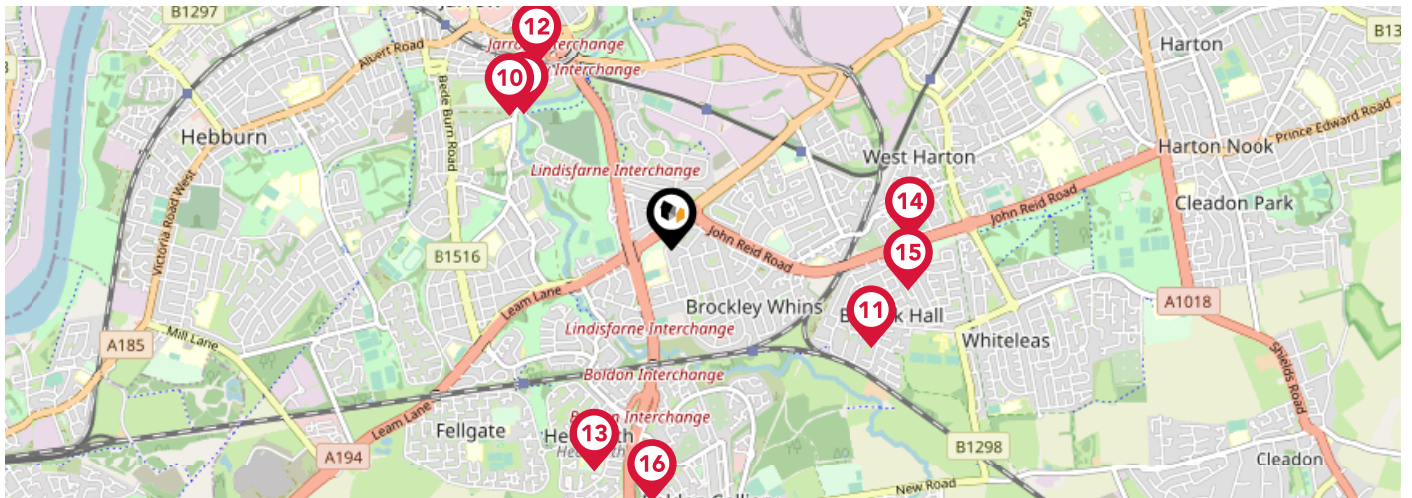 B1297
12
Jarrow Interchange
Interchange
10
Albert Road
Bede Burn Road
Harton
Hebburn
Prince Edward Road
Harton Nook
West Harton
Lindisfarne Interchange
Victoria Road West
14
John Reid Road
Cleadon Park
John Reid Road
B1516
15
Leam Lane
A1018
Brockley Whins
11
Hall
Lindisfarne Interchange
A185
Mill Lane
Whiteleas
Boldon Interchange
Shields Road
Interchange
Leam Lane
Fellgate
13
B1298
A194
16
Cleadon
New Road